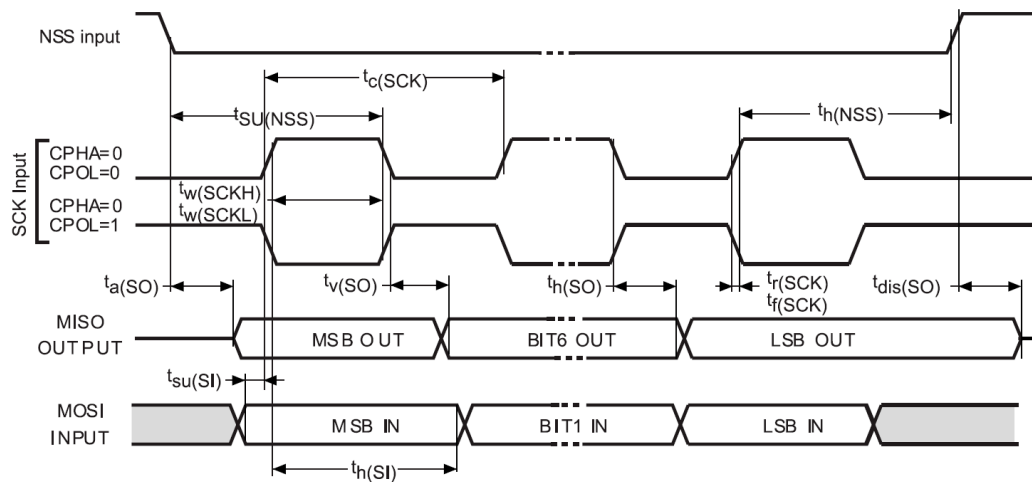 NSS input
tc(SCK)
tSU(NSS)
th(NSS)
SCK Input
CPHA=0
CPOL=0
CPHA=0
CPOL=1
tw(SCKH)
tw(SCKL)
ta(SO)
tv(SO)
th(SO)
tr(SCK)
tf(SCK)
tdis(SO)
MISO
OUTPUT
MSB OUT
BIT6 OUT
LSB OUT
tsu(SI)
MOSI
INPUT
MSB IN
BIT1 IN
LSB IN
th(SI)